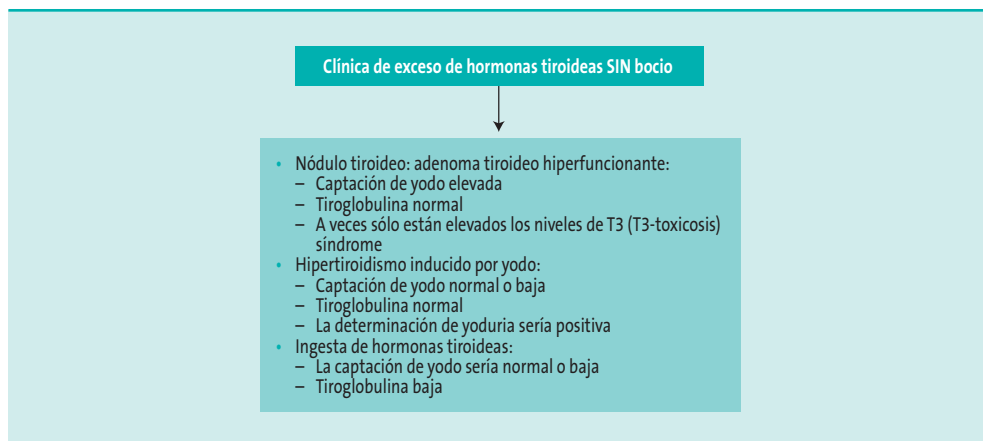 Clínica de exceso de hormonas tiroideas SIN bocio
• Nódulo tiroideo: adenoma tiroideo hiperfuncionante:
– Captación de yodo elevada
– Tiroglobulina normal
– A veces sólo están elevados los niveles de T3 (T3-toxicosis)
síndrome
• Hipertiroidismo inducido por yodo:
– Captación de yodo normal o baja
– Tiroglobulina normal
– La determinación de yoduria sería positiva
• Ingesta de hormonas tiroideas:
– La captación de yodo sería normal o baja
– Tiroglobulina baja